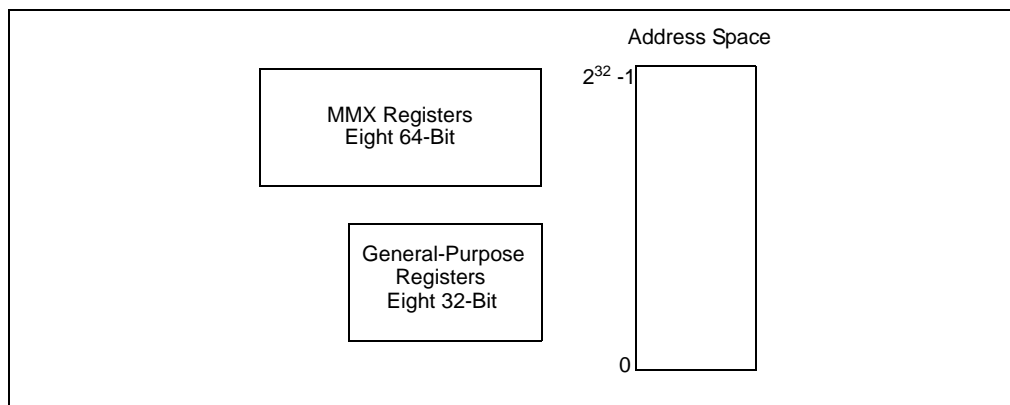 Address Space
2³² -1
MMX Registers
Eight 64-Bit
General-Purpose
Registers
Eight 32-Bit
0